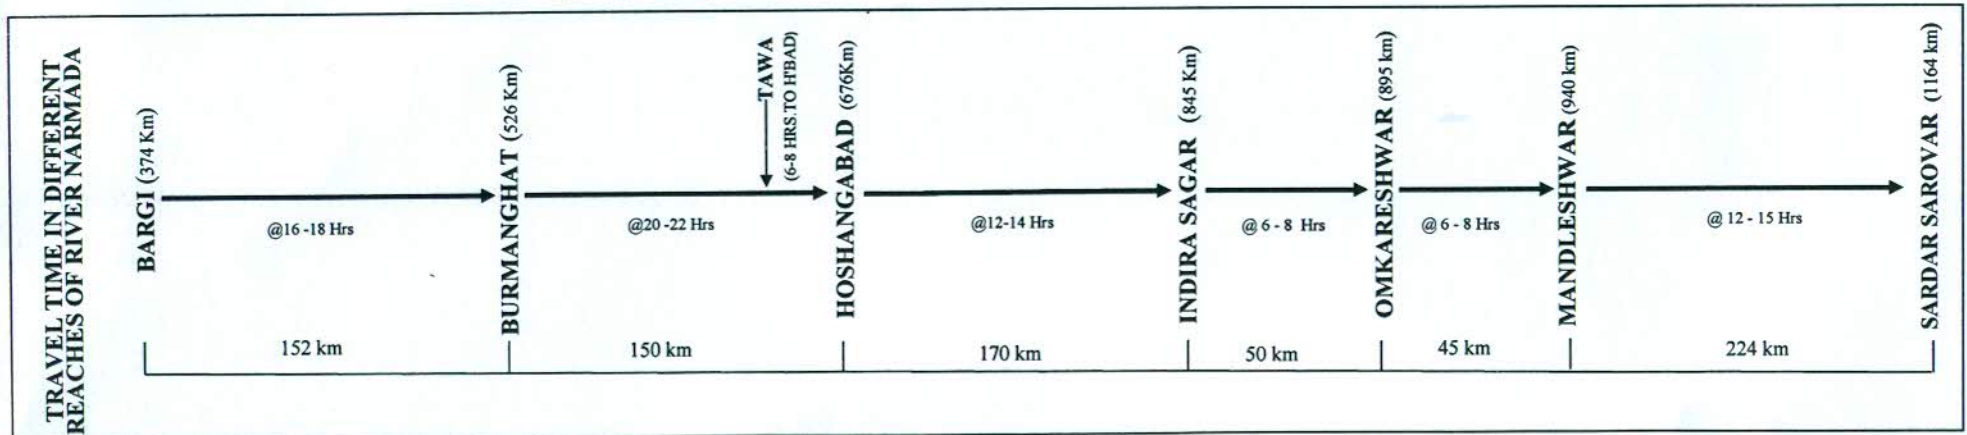 TRAVEL TIME IN DIFFERENT
REACHES OF RIVER NARMADA
BARGI (374 Km)
@16 -18 Hrs
BURMANGHAT (526 Km)
@20 -22 Hrs
TAWA
(6-8 HRS.TO H'BAD)
HOSHANGABAD (676Km)
@12-14 Hrs
INDIRA SAGAR (845 Km)
@ 6 - 8 Hrs
OMKARESHWAR (895 km)
@ 6 - 8 Hrs
MANDLESHWAR (940 km)
@ 12 - 15 Hrs
SARDAR SAROVAR (1164 km)
152 km
150 km
170 km
50 km
45 km
224 km